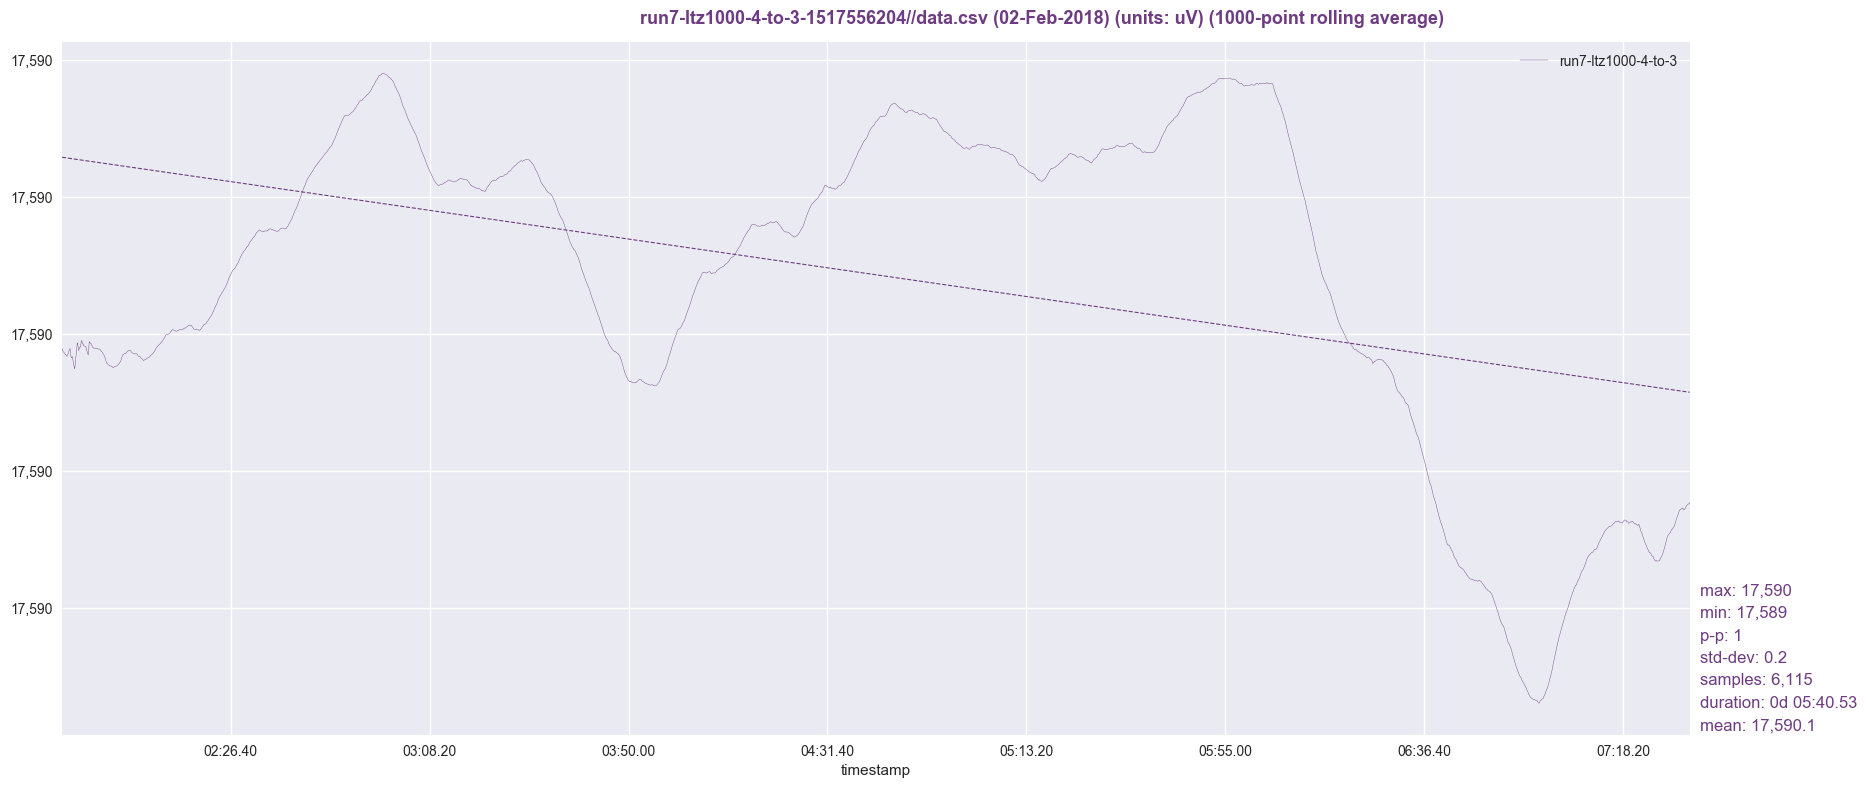 run7-ltz1000-4-to-3-1517556204//data.csv (02-Feb-2018) (units: uV) (1000-point rolling average)
17,590
run7-ltz1000-4-to-3
17,590
17,590
17,590
17,590
max: 17,590
min: 17,589
p-p: 1
std-dev: 0.2
samples: 6,115
duration: 0d 05:40.53
mean: 17,590.1
02:26.40 03:08.20 03:50.00 04:31.40 05:13.20 05:55.00 06:36.40 07:18.20
timestamp